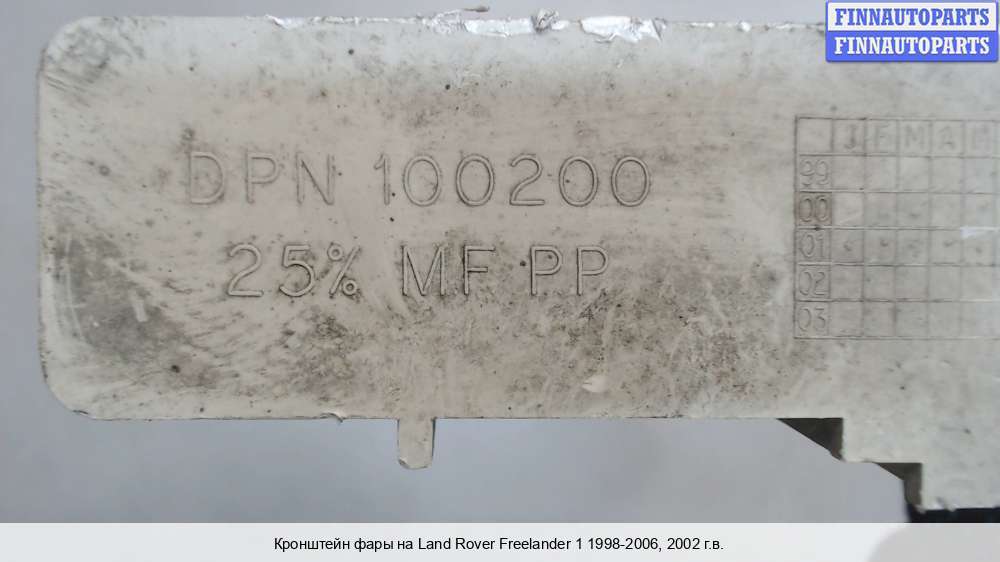 FINNAUTOPARTS
FINNAUTOPARTS
DPN 100200
25% MF PP
J F M A M
99
00
01
02
03
Кронштейн фары на Land Rover Freelander 1 1998-2006, 2002 г.в.